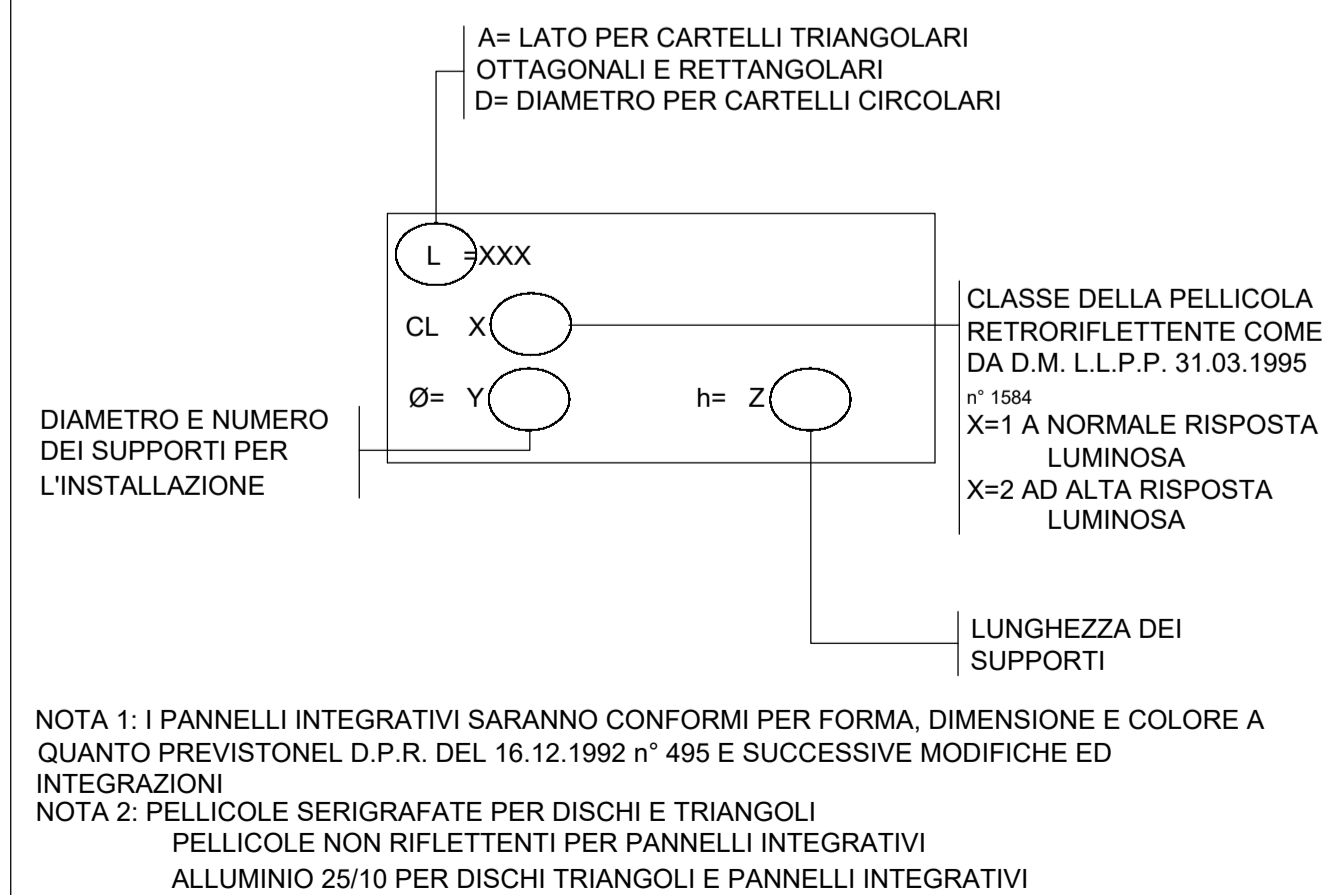 A= LATO PER CARTELLI TRIANGOLARI
OTTAGONALI E RETTANGOLARI
D= DIAMETRO PER CARTELLI CIRCOLARI
L =XXX
CL X
Ø= Y h= Z
CLASSE DELLA PELLICOLA
RETRORIFLETTENTE COME
DA D.M. L.L.P.P. 31.03.1995
n° 1584
X=1 A NORMALE RISPOSTA
LUMINOSA
X=2 AD ALTA RISPOSTA
LUMINOSA
DIAMETRO E NUMERO
DEI SUPPORTI PER
L'INSTALLAZIONE
LUNGHEZZA DEI
SUPPORTI
NOTA 1: I PANNELLI INTEGRATIVI SARANNO CONFORMI PER FORMA, DIMENSIONE E COLORE A
QUANTO PREVISTONEL D.P.R. DEL 16.12.1992 n° 495 E SUCCESSIVE MODIFICHE ED
INTEGRAZIONI
NOTA 2: PELLICOLE SERIGRAFATE PER DISCHI E TRIANGOLI
PELLICOLE NON RIFLETTENTI PER PANNELLI INTEGRATIVI
ALLUMINIO 25/10 PER DISCHI TRIANGOLI E PANNELLI INTEGRATIVI